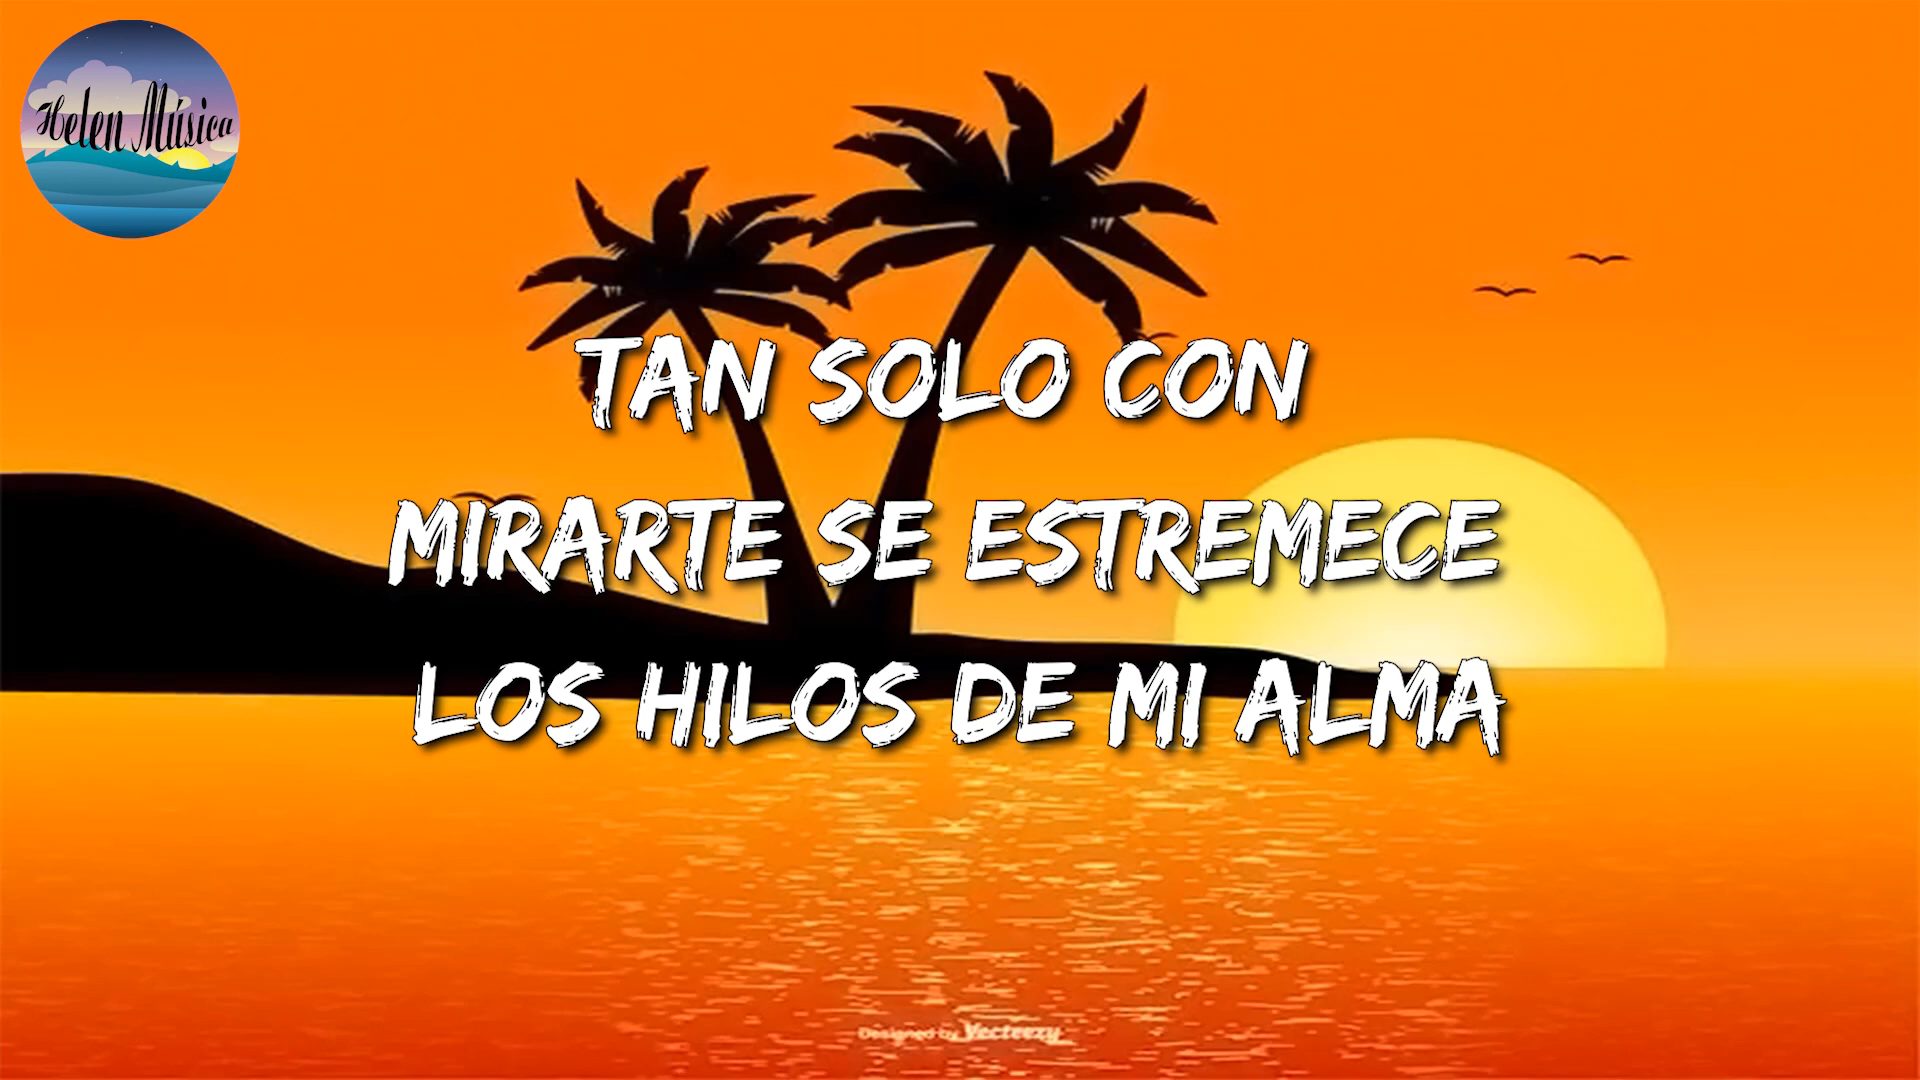 Helen Música
TAN SOLO CON
MIRARTE SE ESTREMECE
LOS HILOS DE MI ALMA
Designed by Vecteezy